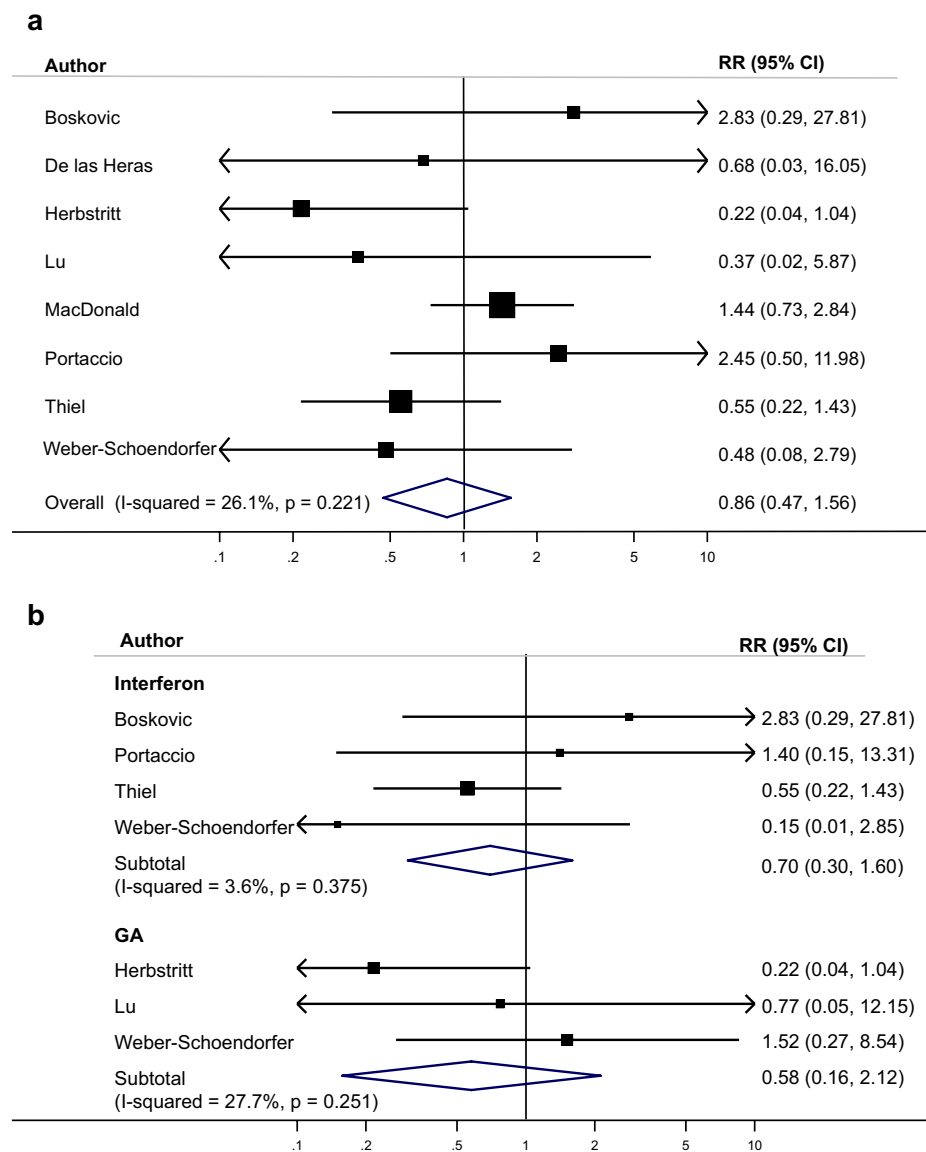 a
Author RR (95% CI)
Boskovic 2.83 (0.29, 27.81)
De las Heras 0.68 (0.03, 16.05)
Herbstritt 0.22 (0.04, 1.04)
Lu 0.37 (0.02, 5.87)
MacDonald 1.44 (0.73, 2.84)
Portaccio 2.45 (0.50, 11.98)
Thiel 0.55 (0.22, 1.43)
Weber-Schoendorfer 0.48 (0.08, 2.79)
Overall (I-squared = 26.1%, p = 0.221) 0.86 (0.47, 1.56)
.1 .2 .5 1 2 5 10
b
Author RR (95% CI)
Interferon
Boskovic 2.83 (0.29, 27.81)
Portaccio 1.40 (0.15, 13.31)
Thiel 0.55 (0.22, 1.43)
Weber-Schoendorfer 0.15 (0.01, 2.85)
Subtotal 0.70 (0.30, 1.60)
(I-squared = 3.6%, p = 0.375)
GA
Herbstritt 0.22 (0.04, 1.04)
Lu 0.77 (0.05, 12.15)
Weber-Schoendorfer 1.52 (0.27, 8.54)
Subtotal 0.58 (0.16, 2.12)
(I-squared = 27.7%, p = 0.251)
.1 .2 .5 1 2 5 10